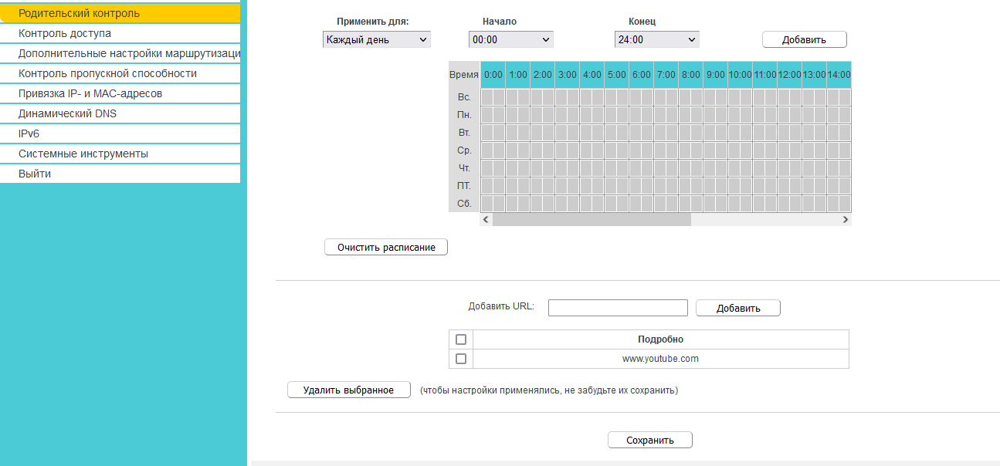 Родительский контроль
Контроль доступа
Дополнительные настройки маршрутизаци
Контроль пропускной способности
Привязка IP- и MAC-адресов
Динамический DNS
IPv6
Системные инструменты
Выйти
Применить для: Начало Конец
Каждый день 00:00 24:00 Добавить
Время 0:00 1:00 2:00 3:00 4:00 5:00 6:00 7:00 8:00 9:00 10:00 11:00 12:00 13:00 14:00
Вс.
Пн.
Вт.
Ср.
Чт.
ПТ.
Сб.
Очистить расписание
Добавить URL: Добавить
Подробно
www.youtube.com
Удалить выбранное (чтобы настройки применялись, не забудьте их сохранить)
Сохранить